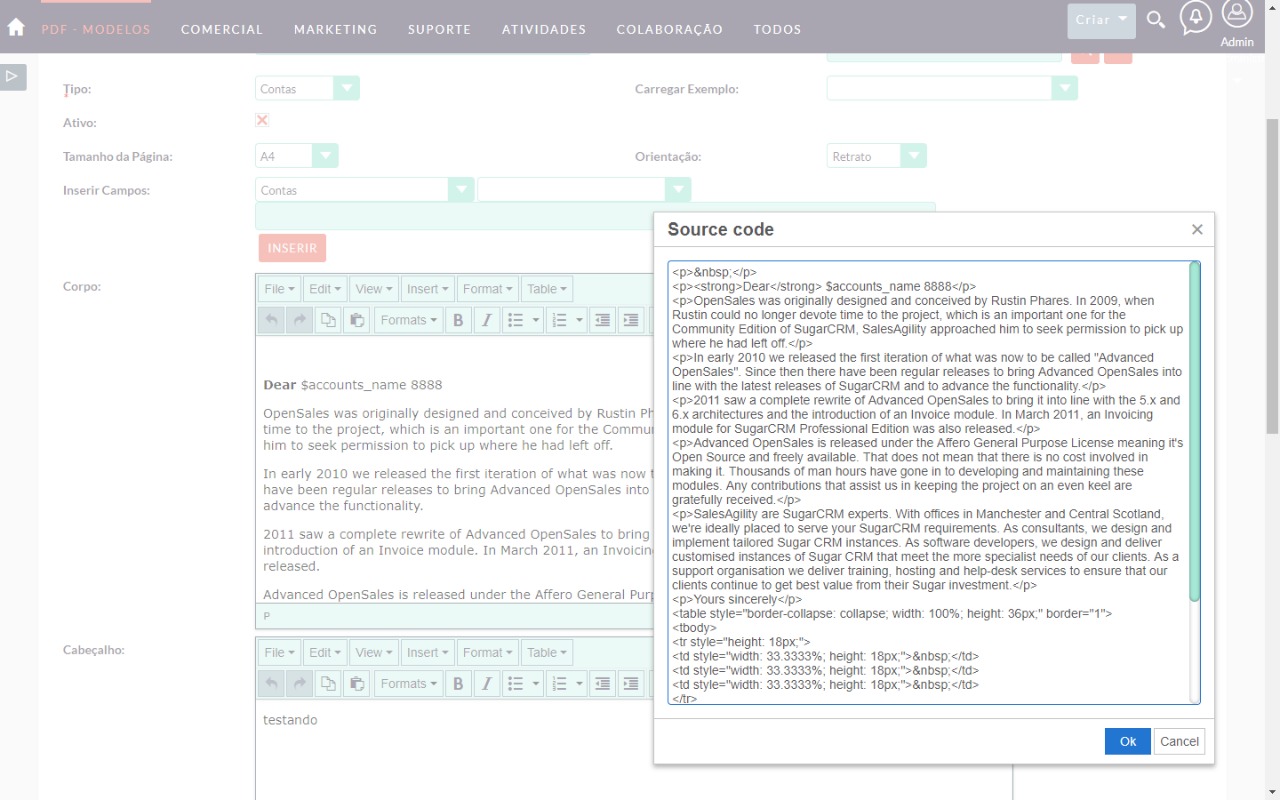 PDF - MODELOS COMERCIAL MARKETING SUPORTE ATIVIDADES COLABORAÇÃO TODOS Criar Admin
Tipo: Contas Carregar Exemplo:
Ativo:
Tamanho da Página: A4 Orientação: Retrato
Inserir Campos: Contas
INSERIR
Corpo:
File Edit View Insert Format Table
Formats B I
Dear $accounts_name 8888
OpenSales was originally designed and conceived by Rustin Ph
time to the project, which is an important one for the Commu
him to seek permission to pick up where he had left off.
In early 2010 we released the first iteration of what was now t
have been regular releases to bring Advanced OpenSales into
advance the functionality.
2011 saw a complete rewrite of Advanced OpenSales to bring
introduction of an Invoice module. In March 2011, an Invoicing
released.
Advanced OpenSales is released under the Affero General Purp
P
Cabeçalho:
File Edit View Insert Format Table
Formats B I
testando
Source code
<p>&nbsp;</p>
<p><strong>Dear</strong> $accounts_name 8888</p>
<p>OpenSales was originally designed and conceived by Rustin Phares. In 2009, when
Rustin could no longer devote time to the project, which is an important one for the
Community Edition of SugarCRM, SalesAgility approached him to seek permission to pick up
where he had left off.</p>
<p>In early 2010 we released the first iteration of what was now to be called "Advanced
OpenSales". Since then there have been regular releases to bring Advanced OpenSales into
line with the latest releases of SugarCRM and to advance the functionality.</p>
<p>2011 saw a complete rewrite of Advanced OpenSales to bring it into line with the 5.x and
6.x architectures and the introduction of an Invoice module. In March 2011, an Invoicing
module for SugarCRM Professional Edition was also released.</p>
<p>Advanced OpenSales is released under the Affero General Purpose License meaning it's
Open Source and freely available. That does not mean that there is no cost involved in
making it. Thousands of man hours have gone in to developing and maintaining these
modules. Any contributions that assist us in keeping the project on an even keel are
gratefully received.</p>
<p>SalesAgility are SugarCRM experts. With offices in Manchester and Central Scotland,
we're ideally placed to serve your SugarCRM requirements. As consultants, we design and
implement tailored Sugar CRM instances. As software developers, we design and deliver
customised instances of Sugar CRM that meet the more specialist needs of our clients. As a
support organisation we deliver training, hosting and help-desk services to ensure that our
clients continue to get best value from their Sugar investment.</p>
<p>Yours sincerely</p>
<table style="border-collapse: collapse; width: 100%; height: 36px;" border="1">
<tbody>
<tr style="height: 18px;">
<td style="width: 33.3333%; height: 18px;">&nbsp;</td>
<td style="width: 33.3333%; height: 18px;">&nbsp;</td>
<td style="width: 33.3333%; height: 18px;">&nbsp;</td>
</tr>
Ok Cancel